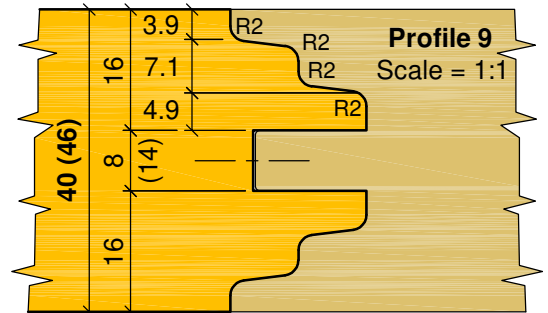 3.9
R2
R2
Profile 9
16
7.1
R2
Scale = 1:1
4.9
R2
40 (46)
8
(14)
16